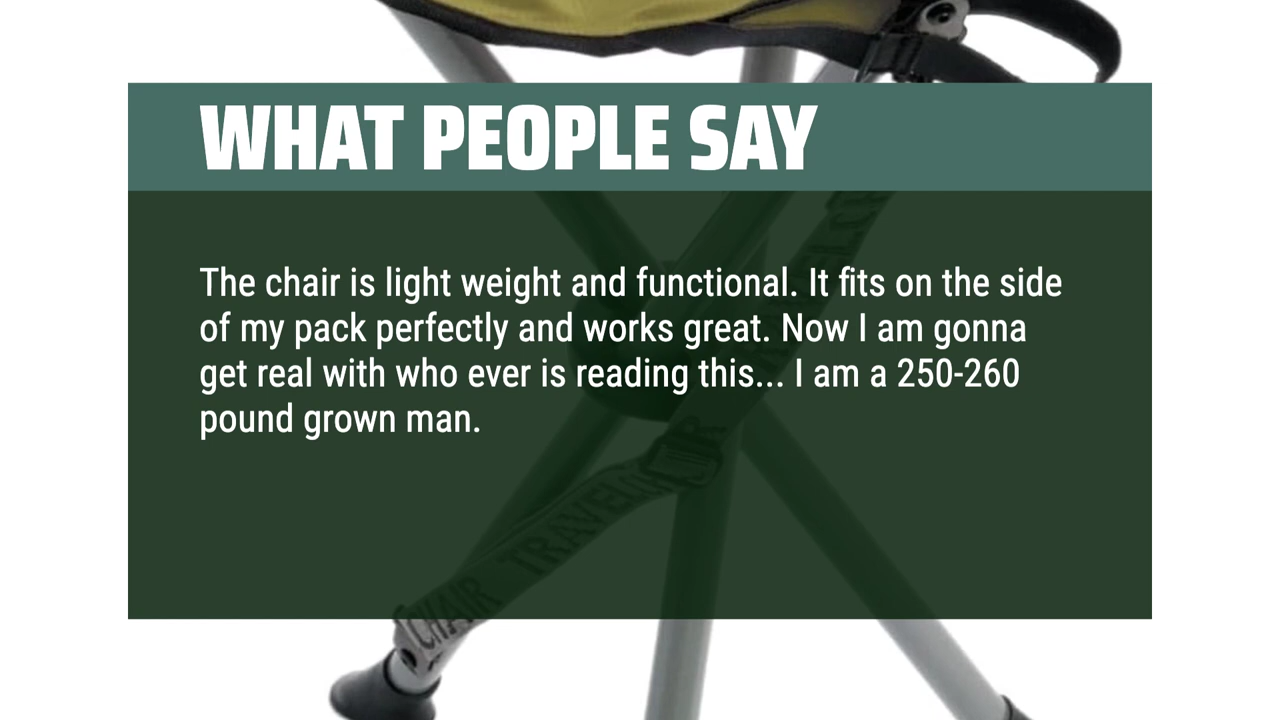 WHAT PEOPLE SAY
The chair is light weight and functional. It fits on the side
of my pack perfectly and works great. Now I am gonna
get real with who ever is reading this... I am a 250-260
pound grown man.
CHAIR TRAVEL